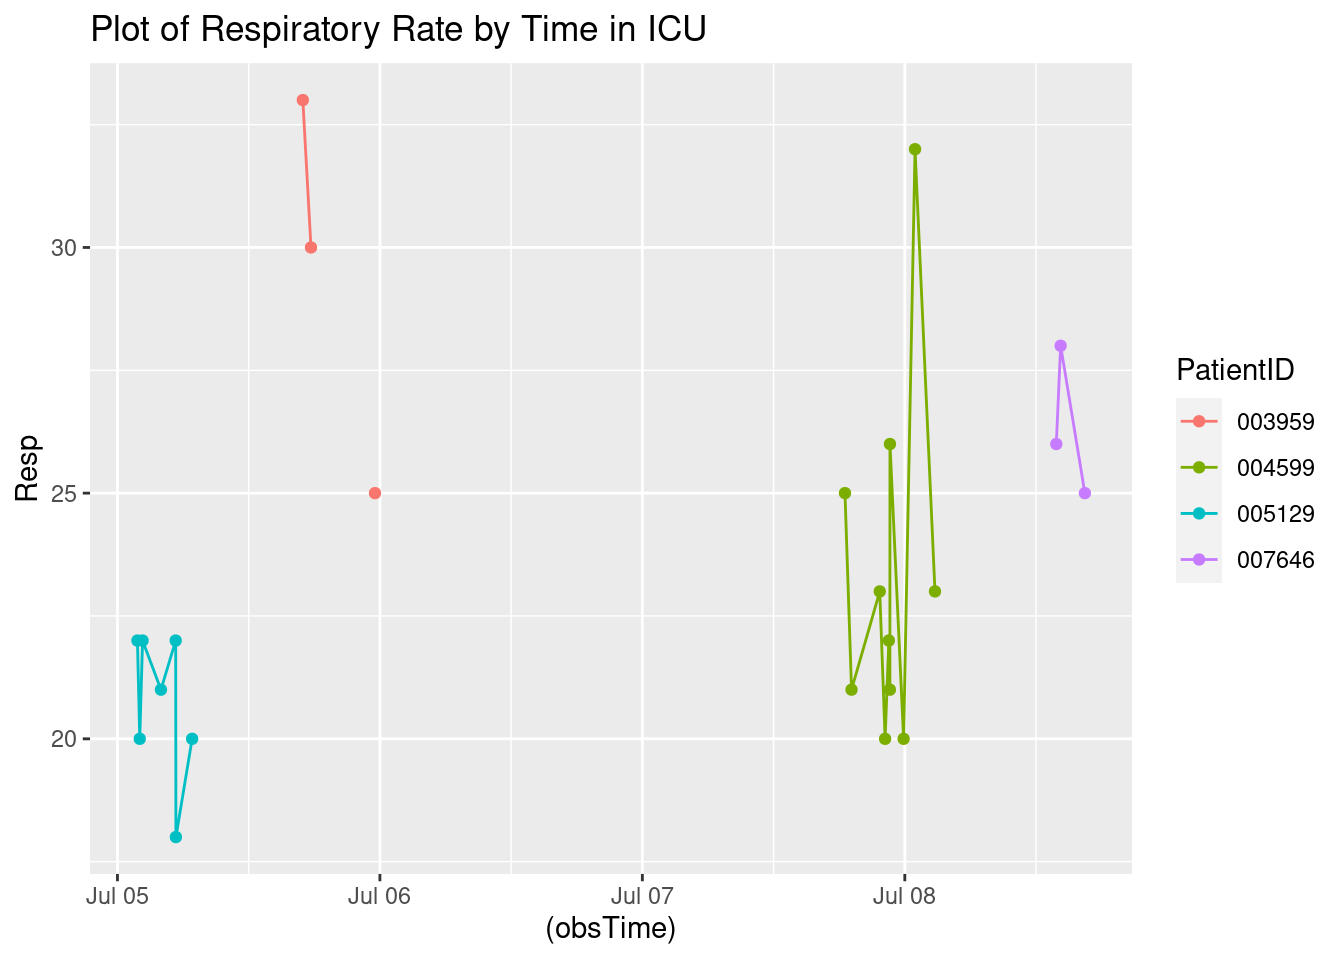 Plot of Respiratory Rate by Time in ICU
Resp
30
25
20
Jul 05
Jul 06
Jul 07
Jul 08
(obsTime)
PatientID
003959
004599
005129
007646